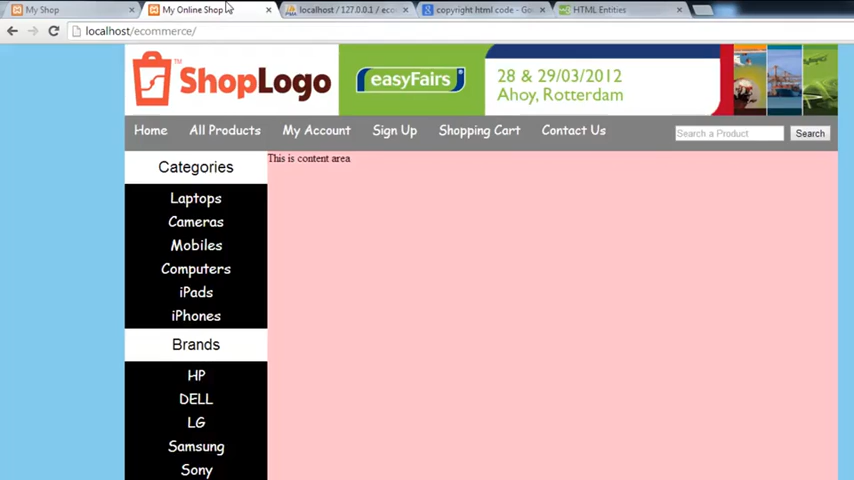 My Shop
My Online Shop
localhost / 127.0.0.1 / eco
copyright html code - Go
HTML Entities
localhost/ecommerce/
ShopLogo
TM
easyFairs
28 & 29/03/2012
Ahoy, Rotterdam
Home All Products My Account Sign Up Shopping Cart Contact Us Search a Product Search
Categories
This is content area
Laptops
Cameras
Mobiles
Computers
iPads
iPhones
Brands
HP
DELL
LG
Samsung
Sony